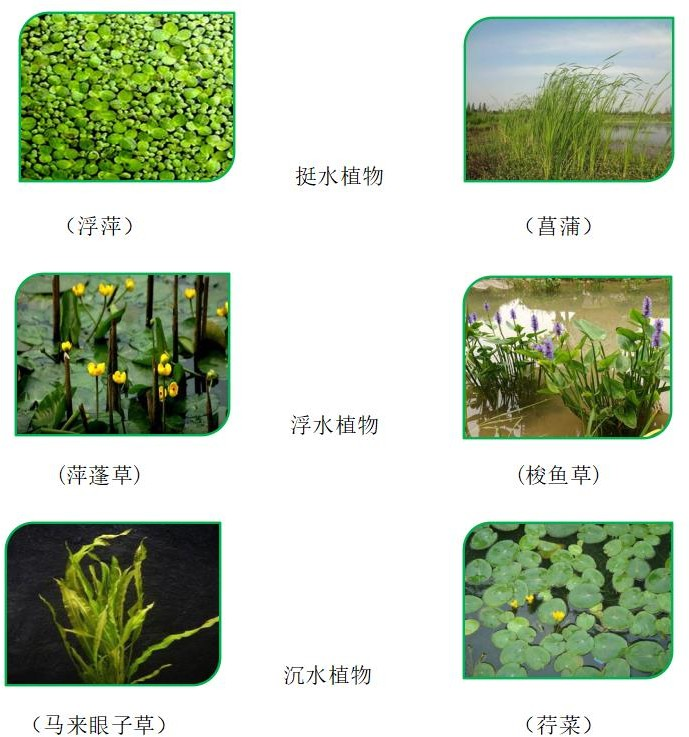 挺水植物
（浮萍）
（菖蒲）
浮水植物
(萍蓬草)
(梭鱼草)
沉水植物
（马来眼子草）
（荇菜）